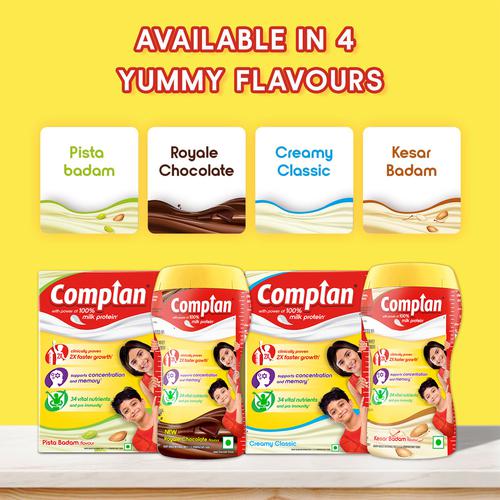 AVAILABLE IN 4
YUMMY FLAVOURS
Pista
badam
Royale
Chocolate
Creamy
Classic
Kesar
Badam
Complan®
with power of 100%
milk protein
clinically proven
2X faster growth
supports concentration
and memory
34 vital nutrients
and pro immunity
Pista Badam flavour
Complan
with power of 100%
milk protein
clinically proven
2X faster growth
supports concentration
and memory
34 vital nutrients
and pro immunity
NEW
Royale Chocolate flavour
Complan®
with power of 100%
milk protein
clinically proven
2X faster growth
supports concentration
and memory
34 vital nutrients
and pro immunity
Creamy Classic
Complan
with power of 100%
milk protein
clinically proven
2X faster growth
supports concentration
and memory
34 vital nutrients
and pro immunity
Kesar Badam flavour